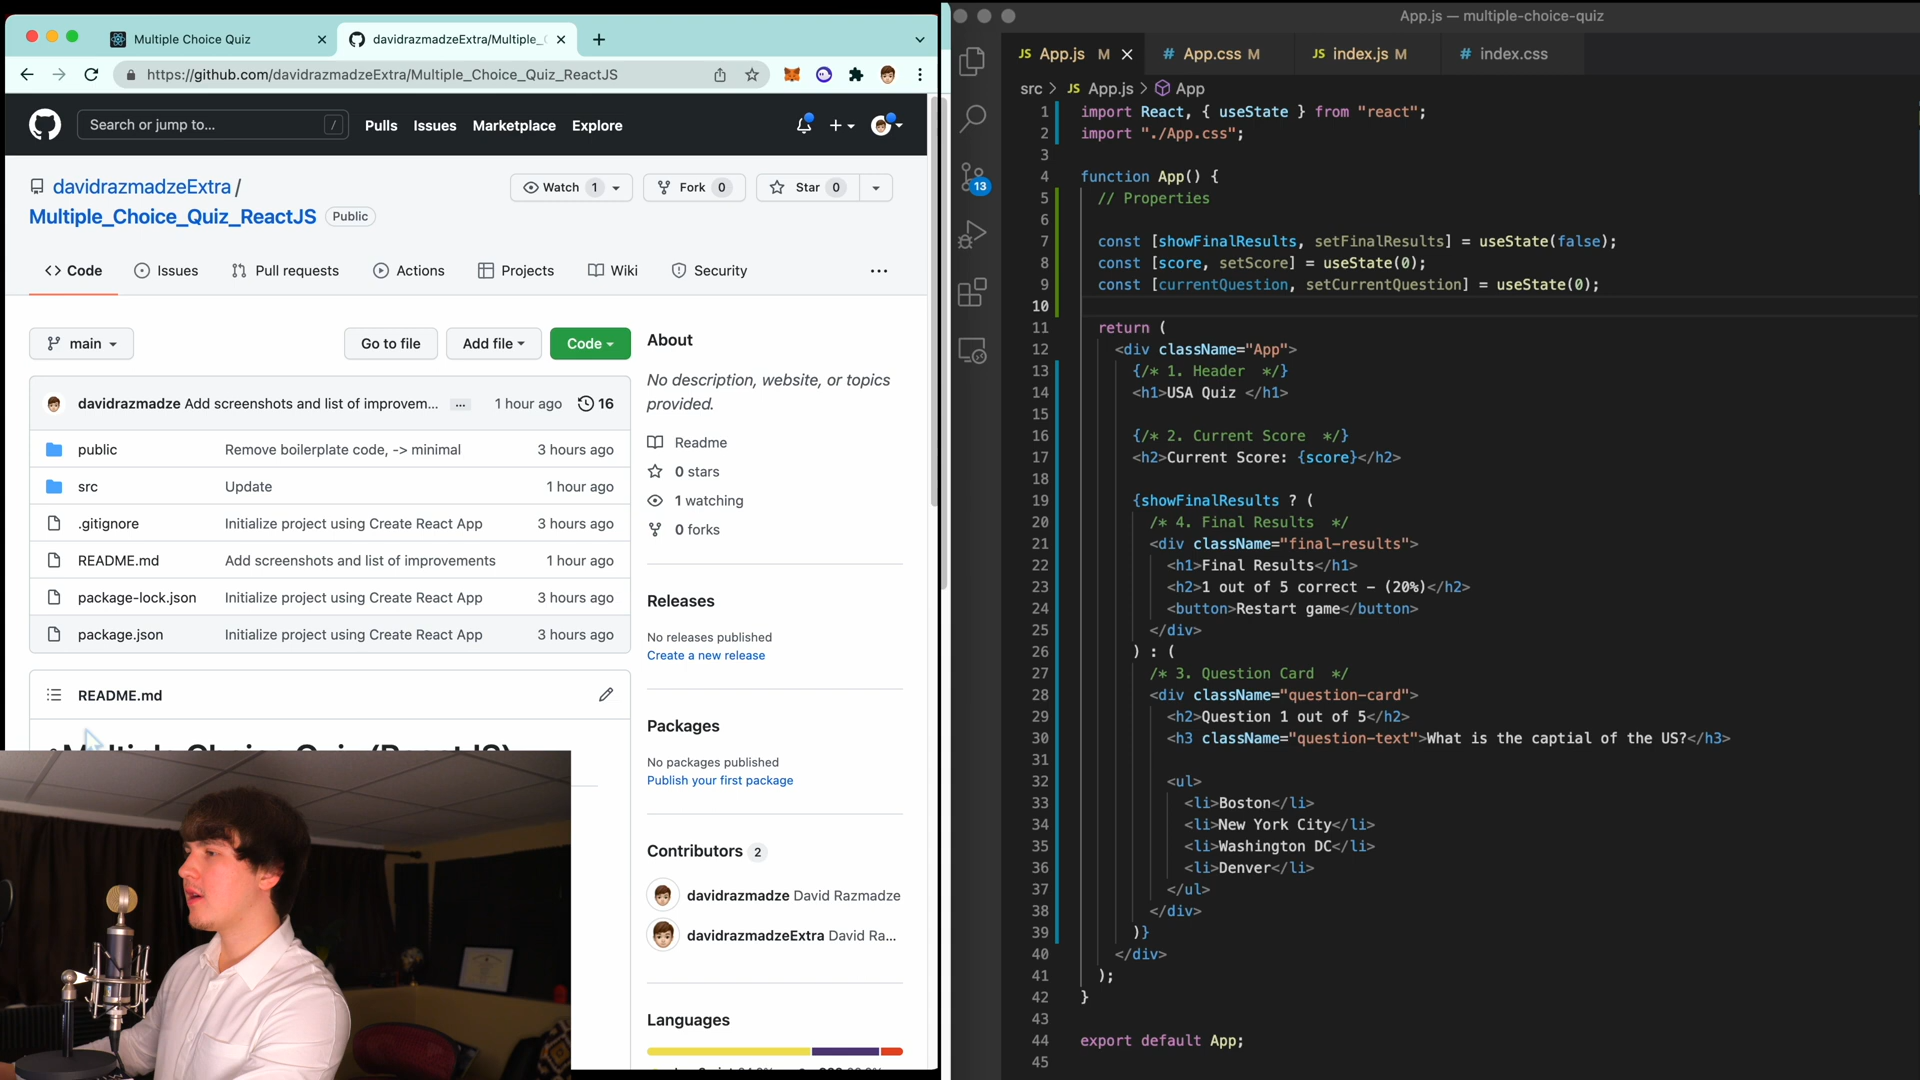 Multiple Choice Quiz
davidrazmadzeExtra/Multiple_
https://github.com/davidrazmadzeExtra/Multiple_Choice_Quiz_ReactJS
Search or jump to... /
Pulls Issues Marketplace Explore
davidrazmadzeExtra /
Multiple_Choice_Quiz_ReactJS Public
Watch 1
Fork 0
Star 0
<> Code Issues Pull requests Actions Projects Wiki Security
main
Go to file
Add file
Code
davidrazmadze Add screenshots and list of improvem... ... 1 hour ago 16
public Remove boilerplate code, -> minimal 3 hours ago
src Update 1 hour ago
.gitignore Initialize project using Create React App 3 hours ago
README.md Add screenshots and list of improvements 1 hour ago
package-lock.json Initialize project using Create React App 3 hours ago
package.json Initialize project using Create React App 3 hours ago
README.md
Multiple Choice Quiz (ReactJS)
About
No description, website, or topics
provided.
Readme
0 stars
1 watching
0 forks
Releases
No releases published
Create a new release
Packages
No packages published
Publish your first package
Contributors 2
davidrazmadze David Razmadze
davidrazmadzeExtra David Ra...
Languages
App.js — multiple-choice-quiz
JS App.js M
# App.css M
JS index.js M
# index.css
src > JS App.js > App
13
1 import React, { useState } from "react";
2 import "./App.css";
3
4 function App() {
5 // Properties
6
7 const [showFinalResults, setFinalResults] = useState(false);
8 const [score, setScore] = useState(0);
9 const [currentQuestion, setCurrentQuestion] = useState(0);
10
11 return (
12 <div className="App">
13 {/* 1. Header */}
14 <h1>USA Quiz </h1>
15
16 {/* 2. Current Score */}
17 <h2>Current Score: {score}</h2>
18
19 {showFinalResults ? (
20 /* 4. Final Results */
21 <div className="final-results">
22 <h1>Final Results</h1>
23 <h2>1 out of 5 correct - (20%)</h2>
24 <button>Restart game</button>
25 </div>
26 ) : (
27 /* 3. Question Card */
28 <div className="question-card">
29 <h2>Question 1 out of 5</h2>
30 <h3 className="question-text">What is the captial of the US?</h3>
31
32 <ul>
33 <li>Boston</li>
34 <li>New York City</li>
35 <li>Washington DC</li>
36 <li>Denver</li>
37 </ul>
38 </div>
39 )}
40 </div>
41 );
42 }
43
44 export default App;
45